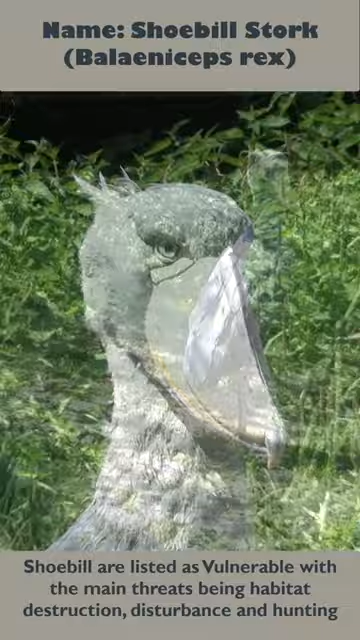 Name: Shoebill Stork
(Balaeniceps rex)
Shoebill are listed as Vulnerable with
the main threats being habitat
destruction, disturbance and hunting